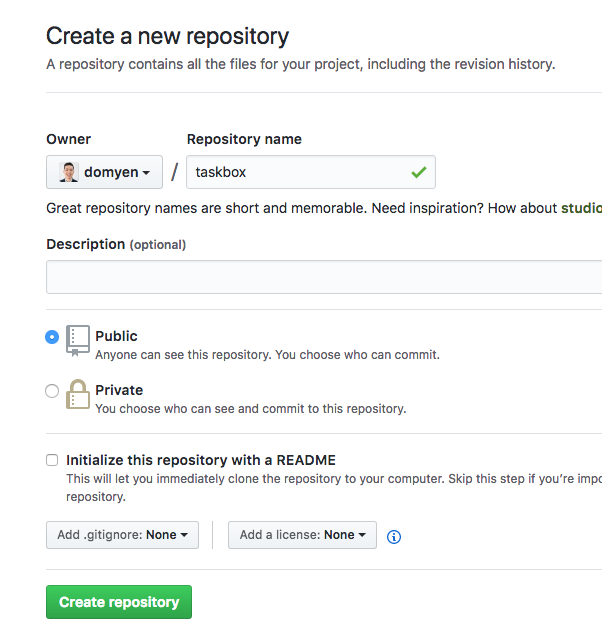 Create a new repository
A repository contains all the files for your project, including the revision history.
Owner
Repository name
domyen / taskbox
Great repository names are short and memorable. Need inspiration? How about studio
Description (optional)
Public
Anyone can see this repository. You choose who can commit.
Private
You choose who can see and commit to this repository.
Initialize this repository with a README
This will let you immediately clone the repository to your computer. Skip this step if you’re impo
repository.
Add .gitignore: None
Add a license: None
Create repository